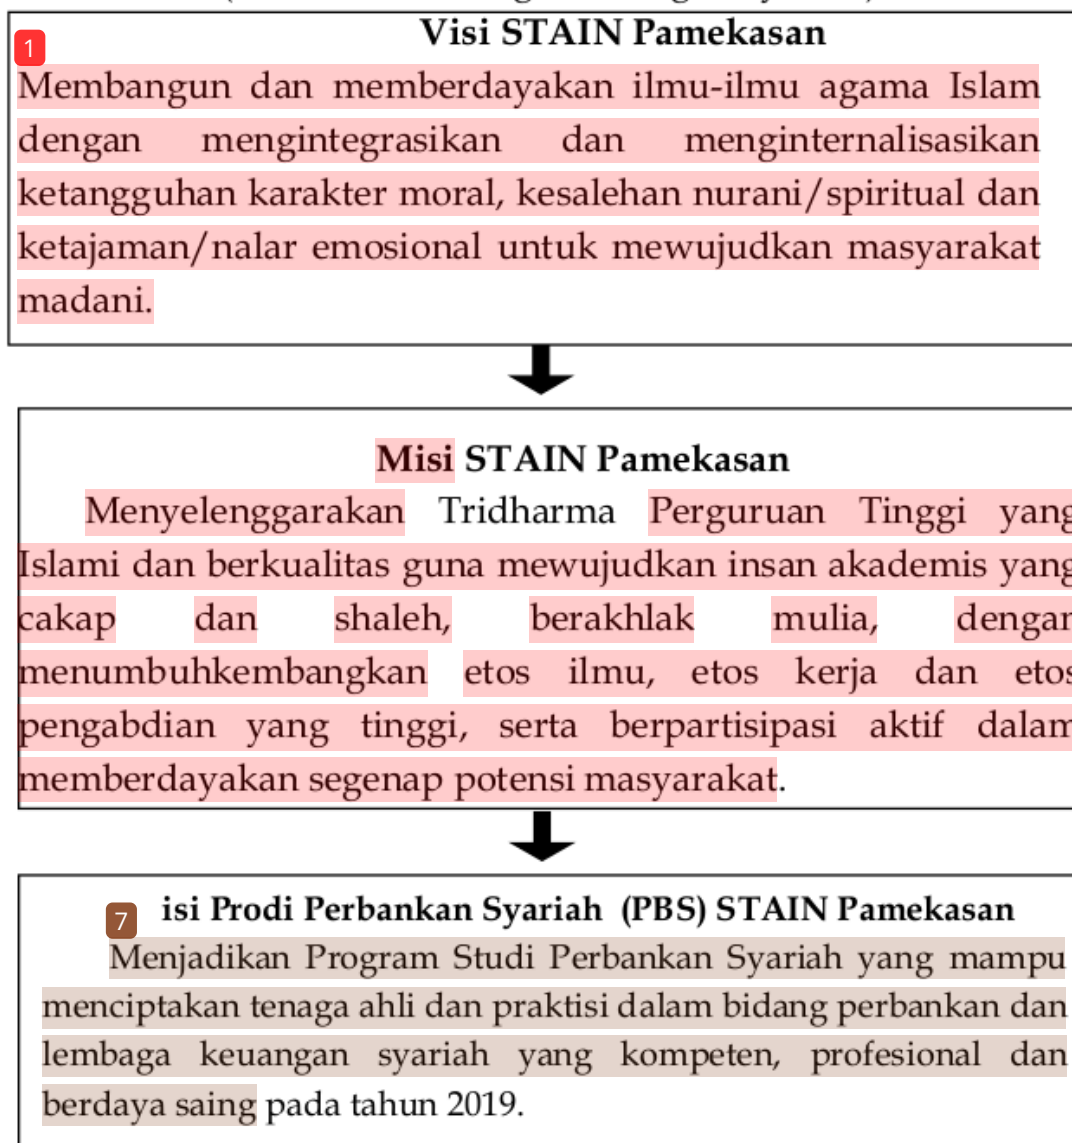 Visi STAIN Pamekasan
1
Membangun dan memberdayakan ilmu-ilmu agama Islam
dengan mengintegrasikan dan menginternalisasikan
ketangguhan karakter moral, kesalehan nurani/spiritual dan
ketajaman/nalar emosional untuk mewujudkan masyarakat
madani.
Misi STAIN Pamekasan
Menyelenggarakan Tridharma Perguruan Tinggi yang
Islami dan berkualitas guna mewujudkan insan akademis yang
cakap dan shaleh, berakhlak mulia, dengan
menumbuhkembangkan etos ilmu, etos kerja dan etos
pengabdian yang tinggi, serta berpartisipasi aktif dalam
memberdayakan segenap potensi masyarakat.
7 isi Prodi Perbankan Syariah (PBS) STAIN Pamekasan
Menjadikan Program Studi Perbankan Syariah yang mampu
menciptakan tenaga ahli dan praktisi dalam bidang perbankan dan
lembaga keuangan syariah yang kompeten, profesional dan
berdaya saing pada tahun 2019.